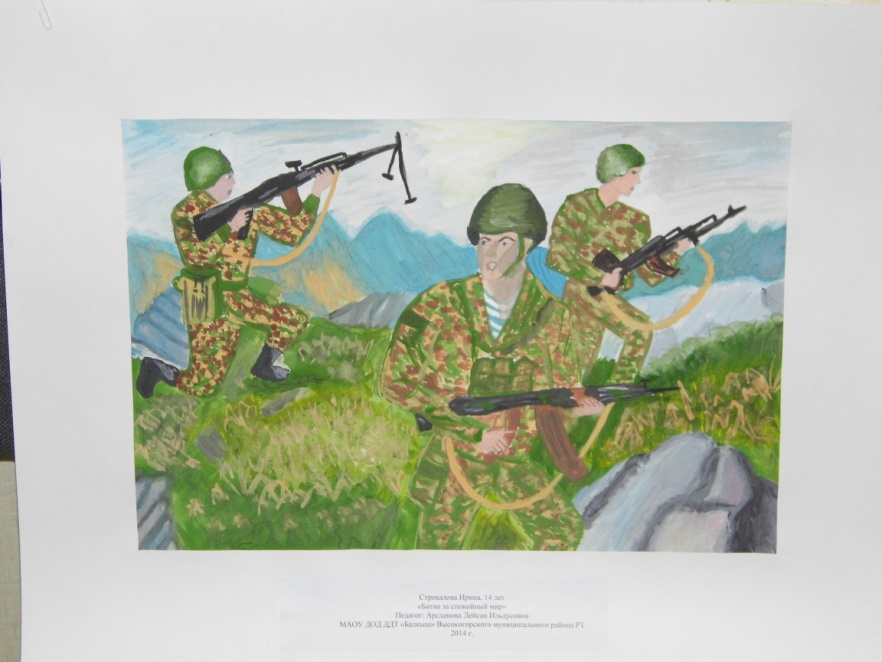 Стрекалова Ирина, 14 лет.
«Битва за спокойный мир»
Педагог: Арсланова Лейсан Ильдусовна
МАОУ ДОД ДДТ «Балкыш» Высокогорского муниципального района РТ
2014 г.